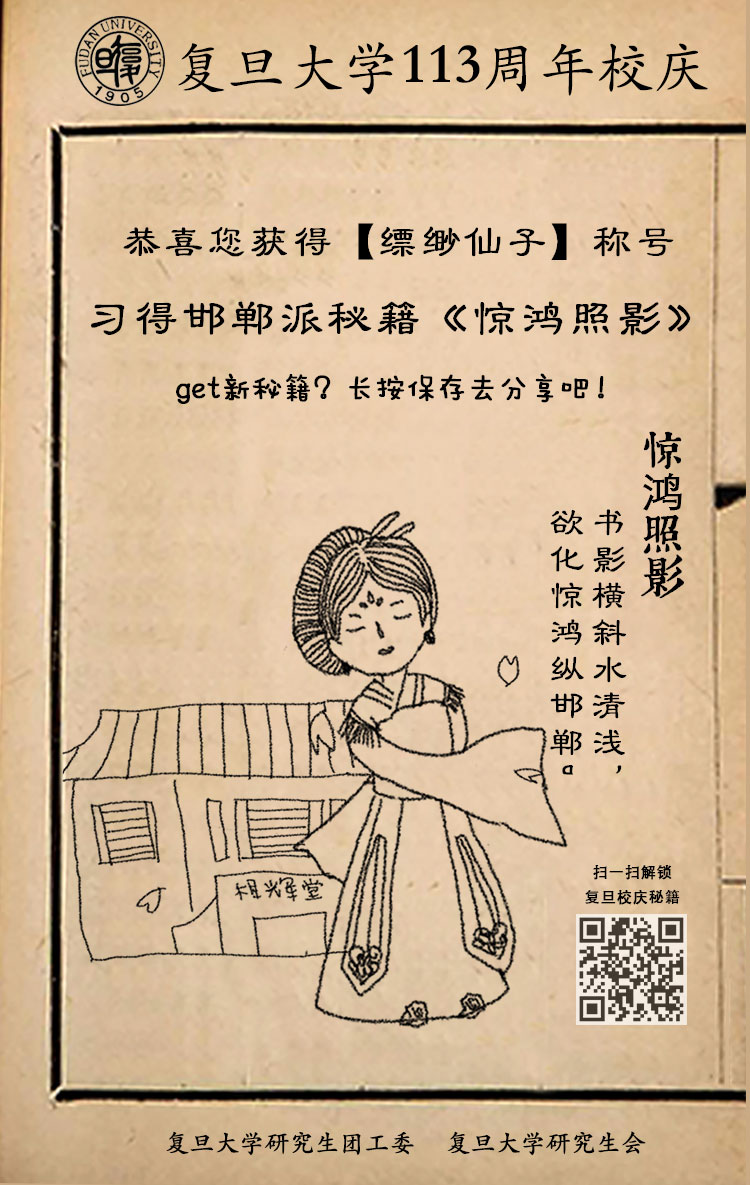 FUDAN UNIVERSITY
1905
复旦大学113周年校庆
恭喜您获得【缥缈仙子】称号
习得邯郸派秘籍《惊鸿照影》
get新秘籍？长按保存去分享吧！
惊鸿照影
书影横斜水清浅，
欲化惊鸿纵邯郸。
相辉堂
扫一扫解锁
复旦校庆秘籍
复旦大学研究生团工委 复旦大学研究生会